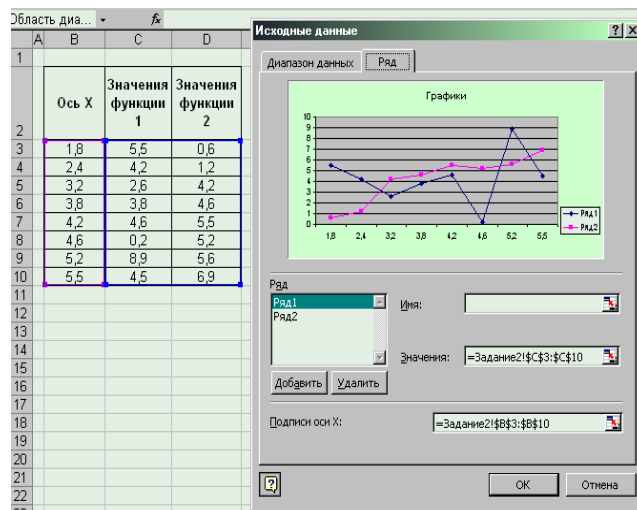 Область диа...
fx
A B C D
1
2 Ось X Значения функции 1 Значения функции 2
3 1,8 5,5 0,6
4 2,4 4,2 1,2
5 3,2 2,6 4,2
6 3,8 3,8 4,6
7 4,2 4,6 5,5
8 4,6 0,2 5,2
9 5,2 8,9 5,6
10 5,5 4,5 6,9
11
12
13
14
15
16
17
18
19
20
21
22
Исходные данные
? x
Диапазон данных Ряд
Графики
10
9
8
7
6
5
4
3
2
1
0
1,8 2,4 3,2 3,8 4,2 4,6 5,2 5,5
Ряд1
Ряд2
Ряд
Ряд1
Ряд2
Имя:
Значения: =Задание2!$C$3:$C$10
Добавить Удалить
Подписи оси X: =Задание2!$B$3:$B$10
?
ОК Отмена